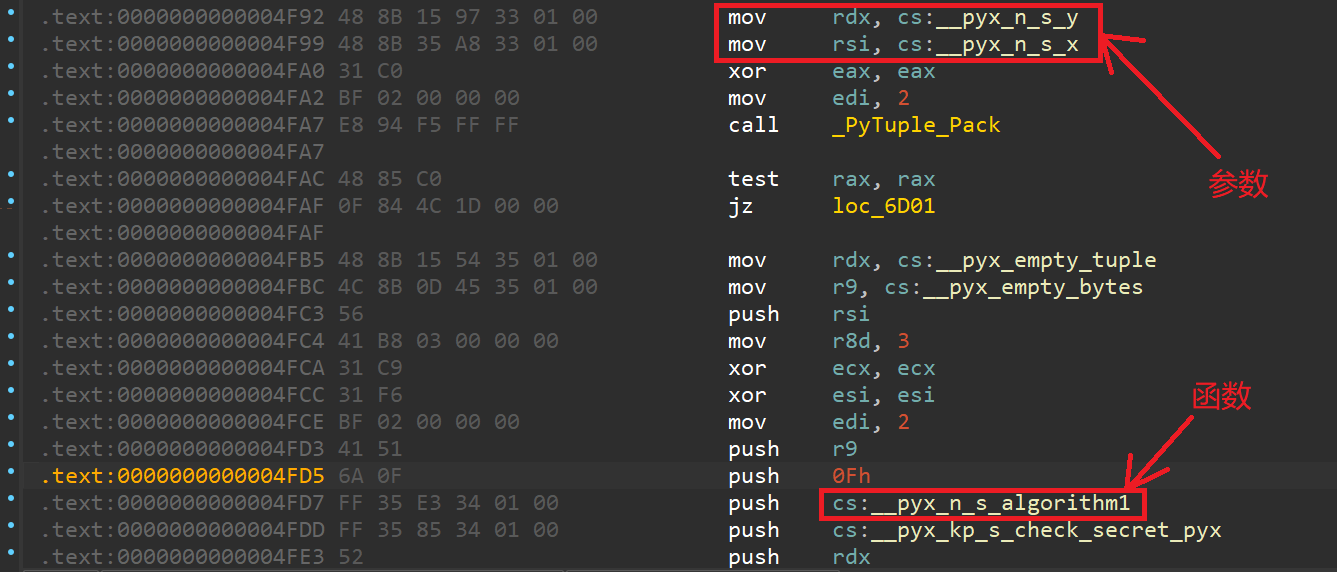 .text:0000000000004F92 48 8B 15 97 33 01 00 mov rdx, cs:__pyx_n_s_y
.text:0000000000004F99 48 8B 35 A8 33 01 00 mov rsi, cs:__pyx_n_s_x
.text:0000000000004FA0 31 C0 xor eax, eax
.text:0000000000004FA2 BF 02 00 00 00 mov edi, 2
.text:0000000000004FA7 E8 94 F5 FF FF call _PyTuple_Pack
.text:0000000000004FA7
.text:0000000000004FAC 48 85 C0 test rax, rax
参数
.text:0000000000004FAF 0F 84 4C 1D 00 00 jz loc_6D01
.text:0000000000004FAF
.text:0000000000004FB5 48 8B 15 54 35 01 00 mov rdx, cs:__pyx_empty_tuple
.text:0000000000004FBC 4C 8B 0D 45 35 01 00 mov r9, cs:__pyx_empty_bytes
.text:0000000000004FC3 56 push rsi
.text:0000000000004FC4 41 B8 03 00 00 00 mov r8d, 3
.text:0000000000004FCA 31 C9 xor ecx, ecx
.text:0000000000004FCC 31 F6 xor esi, esi
函数
.text:0000000000004FCE BF 02 00 00 00 mov edi, 2
.text:0000000000004FD3 41 51 push r9
.text:0000000000004FD5 6A 0F push 0Fh
.text:0000000000004FD7 FF 35 E3 34 01 00 push cs:__pyx_n_s_algorithm1
.text:0000000000004FDD FF 35 85 34 01 00 push cs:__pyx_kp_s_check_secret_pyx
.text:0000000000004FE3 52 push rdx